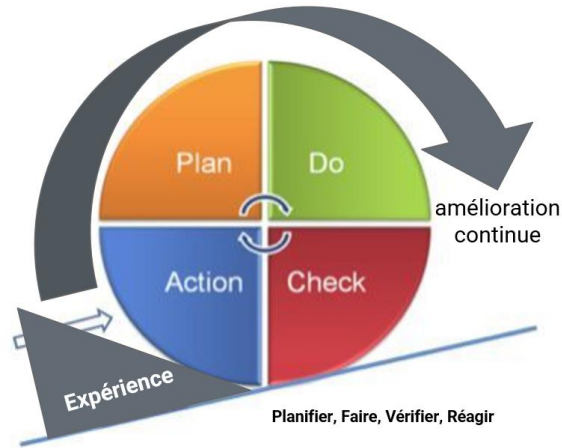 Plan
Do
amélioration
continue
Action
Check
Expérience
Planifier, Faire, Vérifier, Réagir